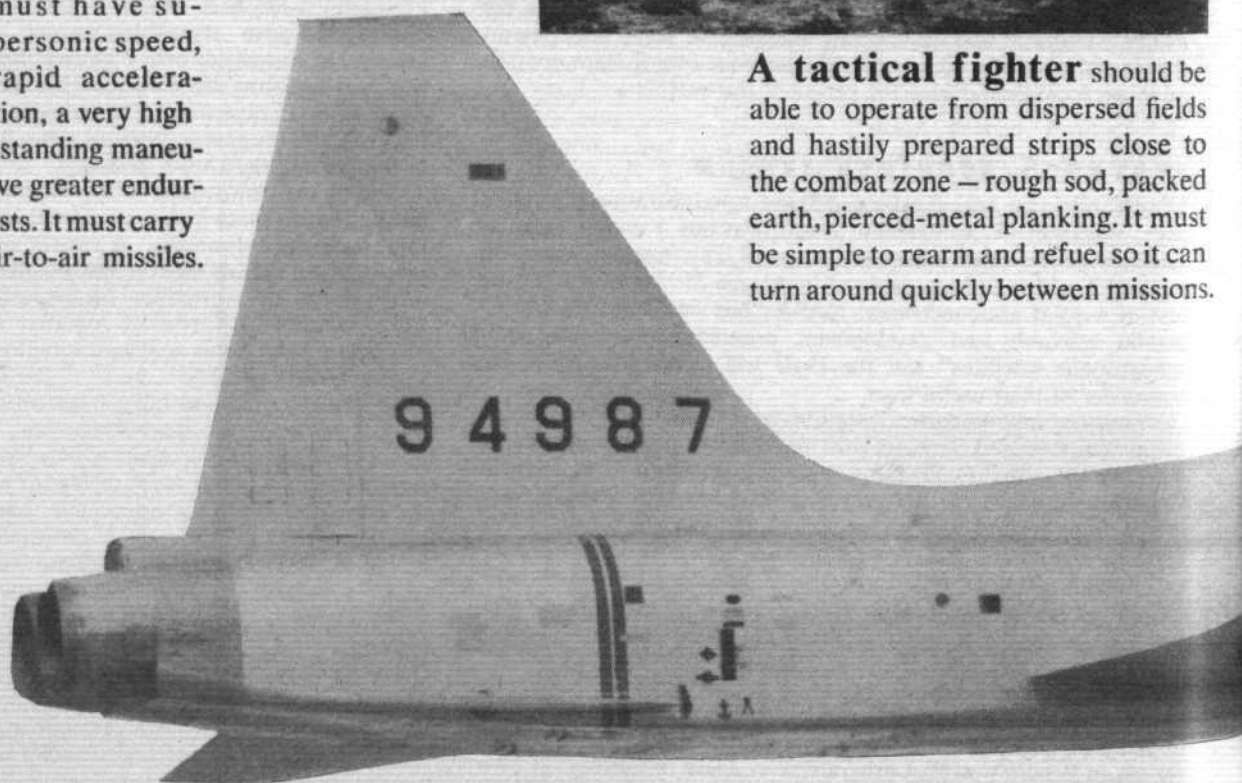 must have su-
personic speed,
rapid accelera-
tion, a very high
standing maneu-
ve greater endur-
sts. It must carry
ir-to-air missiles.
A tactical fighter should be
able to operate from dispersed fields
and hastily prepared strips close to
the combat zone — rough sod, packed
earth, pierced-metal planking. It must
be simple to rearm and refuel so it can
turn around quickly between missions.
94987